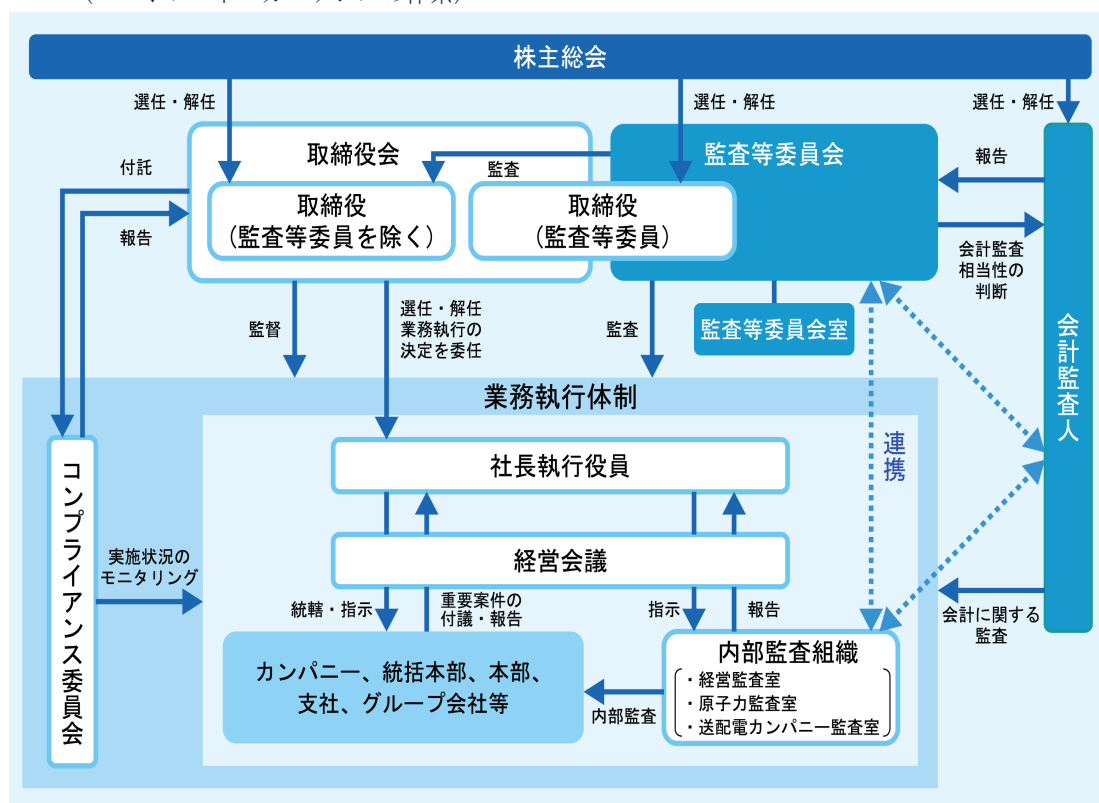 株主総会
選任・解任
選任・解任
選任・解任
取締役会
監査等委員会
付託
監査
報告
取締役
(監査等委員を除く)
取締役
(監査等委員)
報告
会計監査
相当性の
判断
監督
選任・解任
業務執行の
決定を委任
監査
監査等委員会室
会計監査人
業務執行体制
社長執行役員
連携
コンプライアンス委員会
経営会議
実施状況の
モニタリング
統轄・指示
重要案件の
付議・報告
指示
報告
会計に関する
監査
カンパニー、統括本部、本部、
支社、グループ会社等
内部監査
内部監査組織
・経営監査室
・原子力監査室
・送配電カンパニー監査室